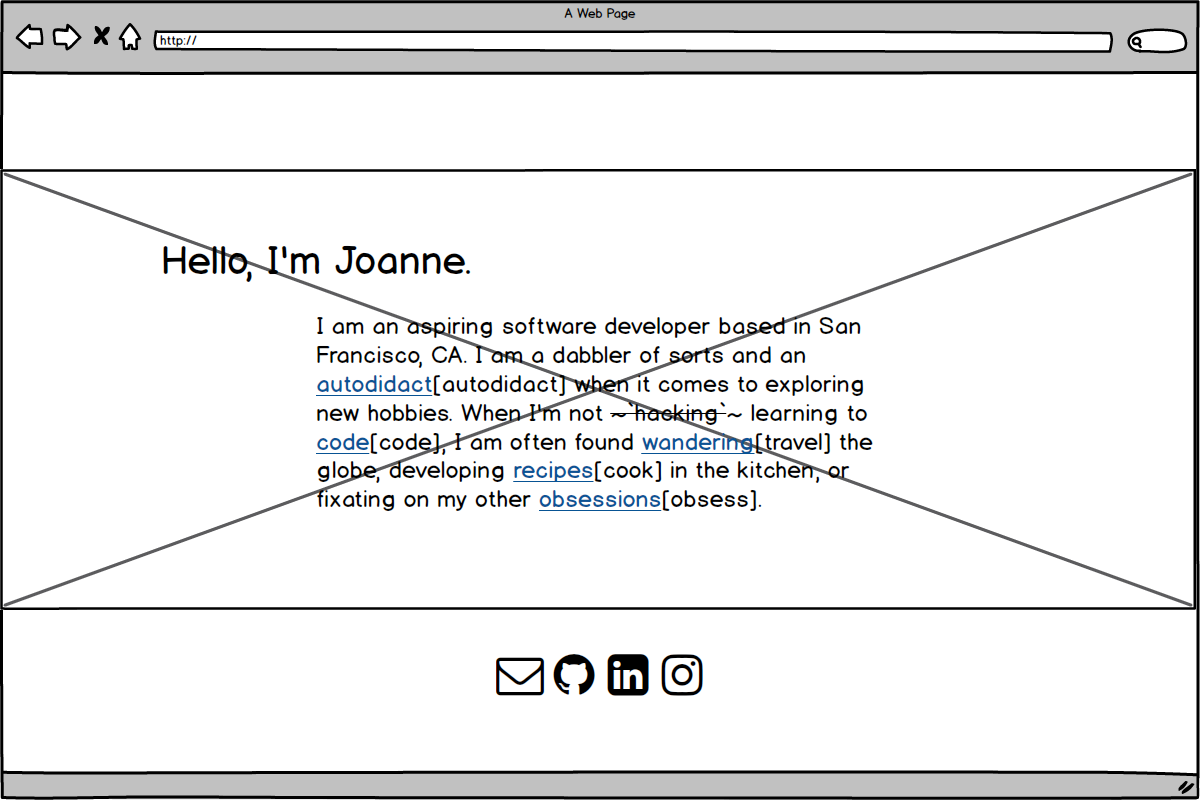 A Web Page
http://
Hello, I'm Joanne.
I am an aspiring software developer based in San
Francisco, CA. I am a dabbler of sorts and an
autodidact[autodidact] when it comes to exploring
new hobbies. When I'm not ~`hacking`~ learning to
code[code], I am often found wandering[travel] the
globe, developing recipes[cook] in the kitchen, or
fixating on my other obsessions[obsess].
in